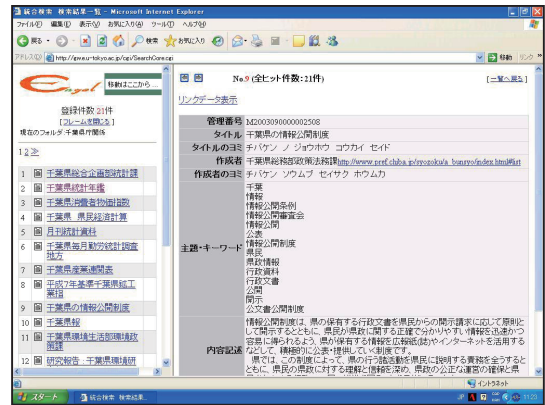 統合検索 検索結果一覧 - Microsoft Internet Explorer
ファイル(F) 編集(E) 表示(V) お気に入り(A) ツール(T) ヘルプ(H)
戻る 検索 お気に入り
アドレス(D) http://gww.u-tokyo.ac.jp/cgi/SearchCore.cgi 移動 リンク
Engel 移動はここから...
登録件数 21件
[フレームを閉じる]
現在のフォルダ:千葉県庁関係
1 2 ≫
1 千葉県総合企画部統計課
2 千葉県統計年鑑
3 千葉県消費者物価指数
4 千葉県 県民経済計算
5 月刊統計資料
6 千葉県毎月勤労統計調査地方
7 千葉県産業連関表
8 平成7年基準千葉県鉱工業指
9 千葉県の情報公開制度
10 千葉県報
11 千葉県環境生活部環境政策課
12 研究報告:千葉県環境研
No.9 (全ヒット件数:21件) [一覧へ戻る]
リンクデータ表示
管理番号 M2003090000002508
タイトル 千葉県の情報公開制度
タイトルのヨミ チバケン ノ ジョウホウ コウカイ セイド
作成者 千葉県総務部政策法務課http://www.pref.chiba.jp/syozoku/a_bunsyo/index.html#list
作成者のヨミ チバケン ソウムブ セイサク ホウムカ
主題・キーワード
千葉
情報
情報公開条例
情報公開審査会
情報公開
公表
情報公開制度
県民
県政情報
行政資料
行政文書
公開
開示
公文書公開制度
内容記述
情報公開制度は、県の保有する行政文書を県民からの開示請求に応じて原則と
して開示するとともに、県民が県政に関する正確で分かりやすい情報を迅速かつ
容易に得られるよう、県が保有する情報を広報紙(誌)やインターネットを活用する
などして、積極的に公表・提供していく制度です。
県では、この制度によって、県の行う諸活動を県民に説明する責務を全うすると
ともに、県民の県政に対する理解と信頼を深め、県政の公正な運営の確保と県
イントラネット
スタート 統合検索 検索結果... JP 11:23